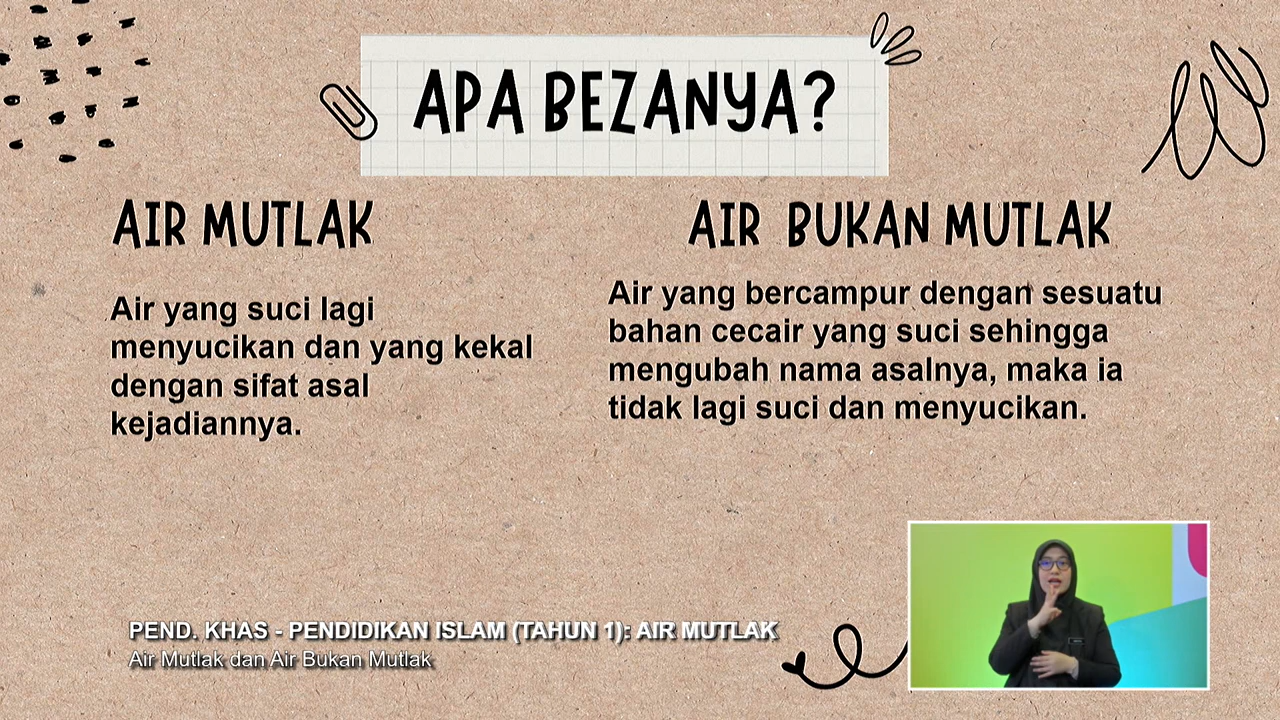 APA BEZANYA?
AIR MUTLAK
Air yang suci lagi
menyucikan dan yang kekal
dengan sifat asal
kejadiannya.
AIR BUKAN MUTLAK
Air yang bercampur dengan sesuatu
bahan cecair yang suci sehingga
mengubah nama asalnya, maka ia
tidak lagi suci dan menyucikan.
PEND. KHAS - PENDIDIKAN ISLAM (TAHUN 1): AIR MUTLAK
Air Mutlak dan Air Bukan Mutlak